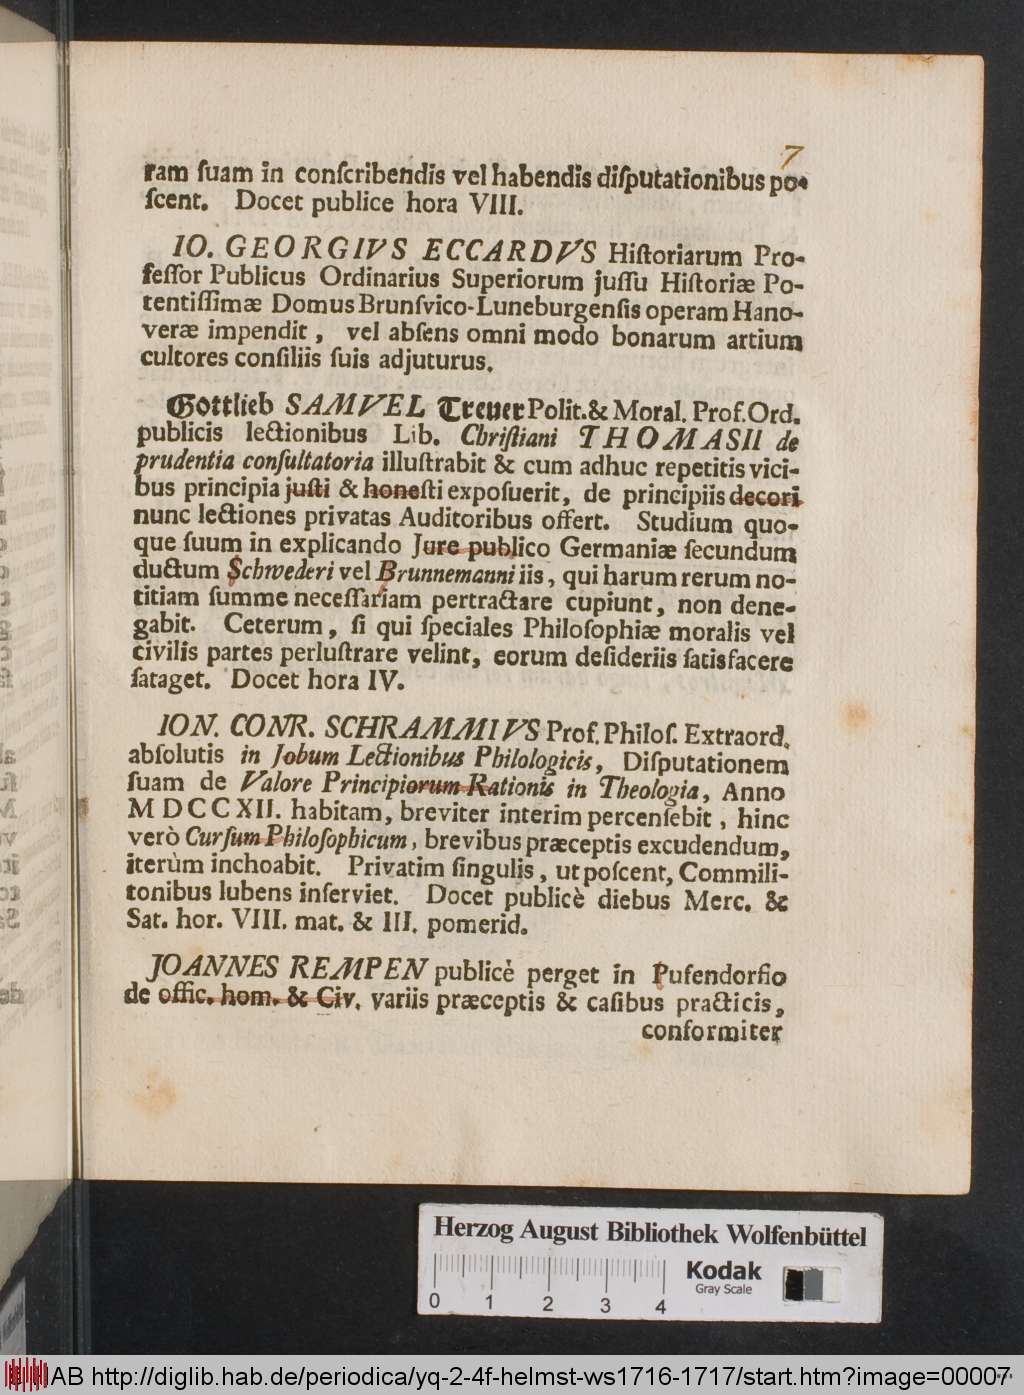 7
ram ſuam in conſcribendis vel habendis diſputationibus po-
ſcent. Docet publice hora VIII.
IO. GEORGIVS ECCARDVS Hiſtoriarum Pro-
feſſor Publicus Ordinarius Superiorum juſſu Hiſtoriæ Po-
tentiſſimæ Domus Brunſvico-Luneburgenſis operam Hano-
veræ impendit, vel abſens omni modo bonarum artium
cultores conſiliis ſuis adjuturus.
Gottlieb SAMVEL Treuer Polit. & Moral. Prof. Ord.
publicis lectionibus Lib. Chriſtiani THOMASII de
prudentia conſultatoria illuſtrabit & cum adhuc repetitis vici-
bus principia juſti & honeſti expoſuerit, de principiis decori
nunc lectiones privatas Auditoribus offert. Studium quo-
que ſuum in explicando Jure publico Germaniæ ſecundum
ductum Schwederi vel Brunnemanni iis, qui harum rerum no-
titiam ſumme neceſſariam pertractare cupiunt, non dene-
gabit. Ceterum, ſi qui ſpeciales Philoſophiæ moralis vel
civilis partes perluſtrare velint, eorum deſideriis ſatisfacere
ſataget. Docet hora IV.
ION. CONR. SCHRAMMIVS Prof. Philoſ. Extraord.
abſolutis in Jobum Lectionibus Philologicis, Diſputationem
ſuam de Valore Principiorum Rationis in Theologia, Anno
MDCCXII. habitam, breviter interim percenſebit, hinc
verò Curſum Philoſophicum, brevibus præceptis excudendum,
iterùm inchoabit. Privatim ſingulis, ut poſcent, Commili-
tonibus lubens inſerviet. Docet publicè diebus Merc. &
Sat. hor. VIII. mat. & III. pomerid.
JOANNES REMPEN publicè perget in Pufendorfio
de offic. hom. & Civ. variis præceptis & caſibus practicis,
conformiter
Herzog August Bibliothek Wolfenbüttel
0 1 2 3 4
Kodak
Gray Scale
HAB http://diglib.hab.de/periodica/yq-2-4f-helmst-ws1716-1717/start.htm?image=00007